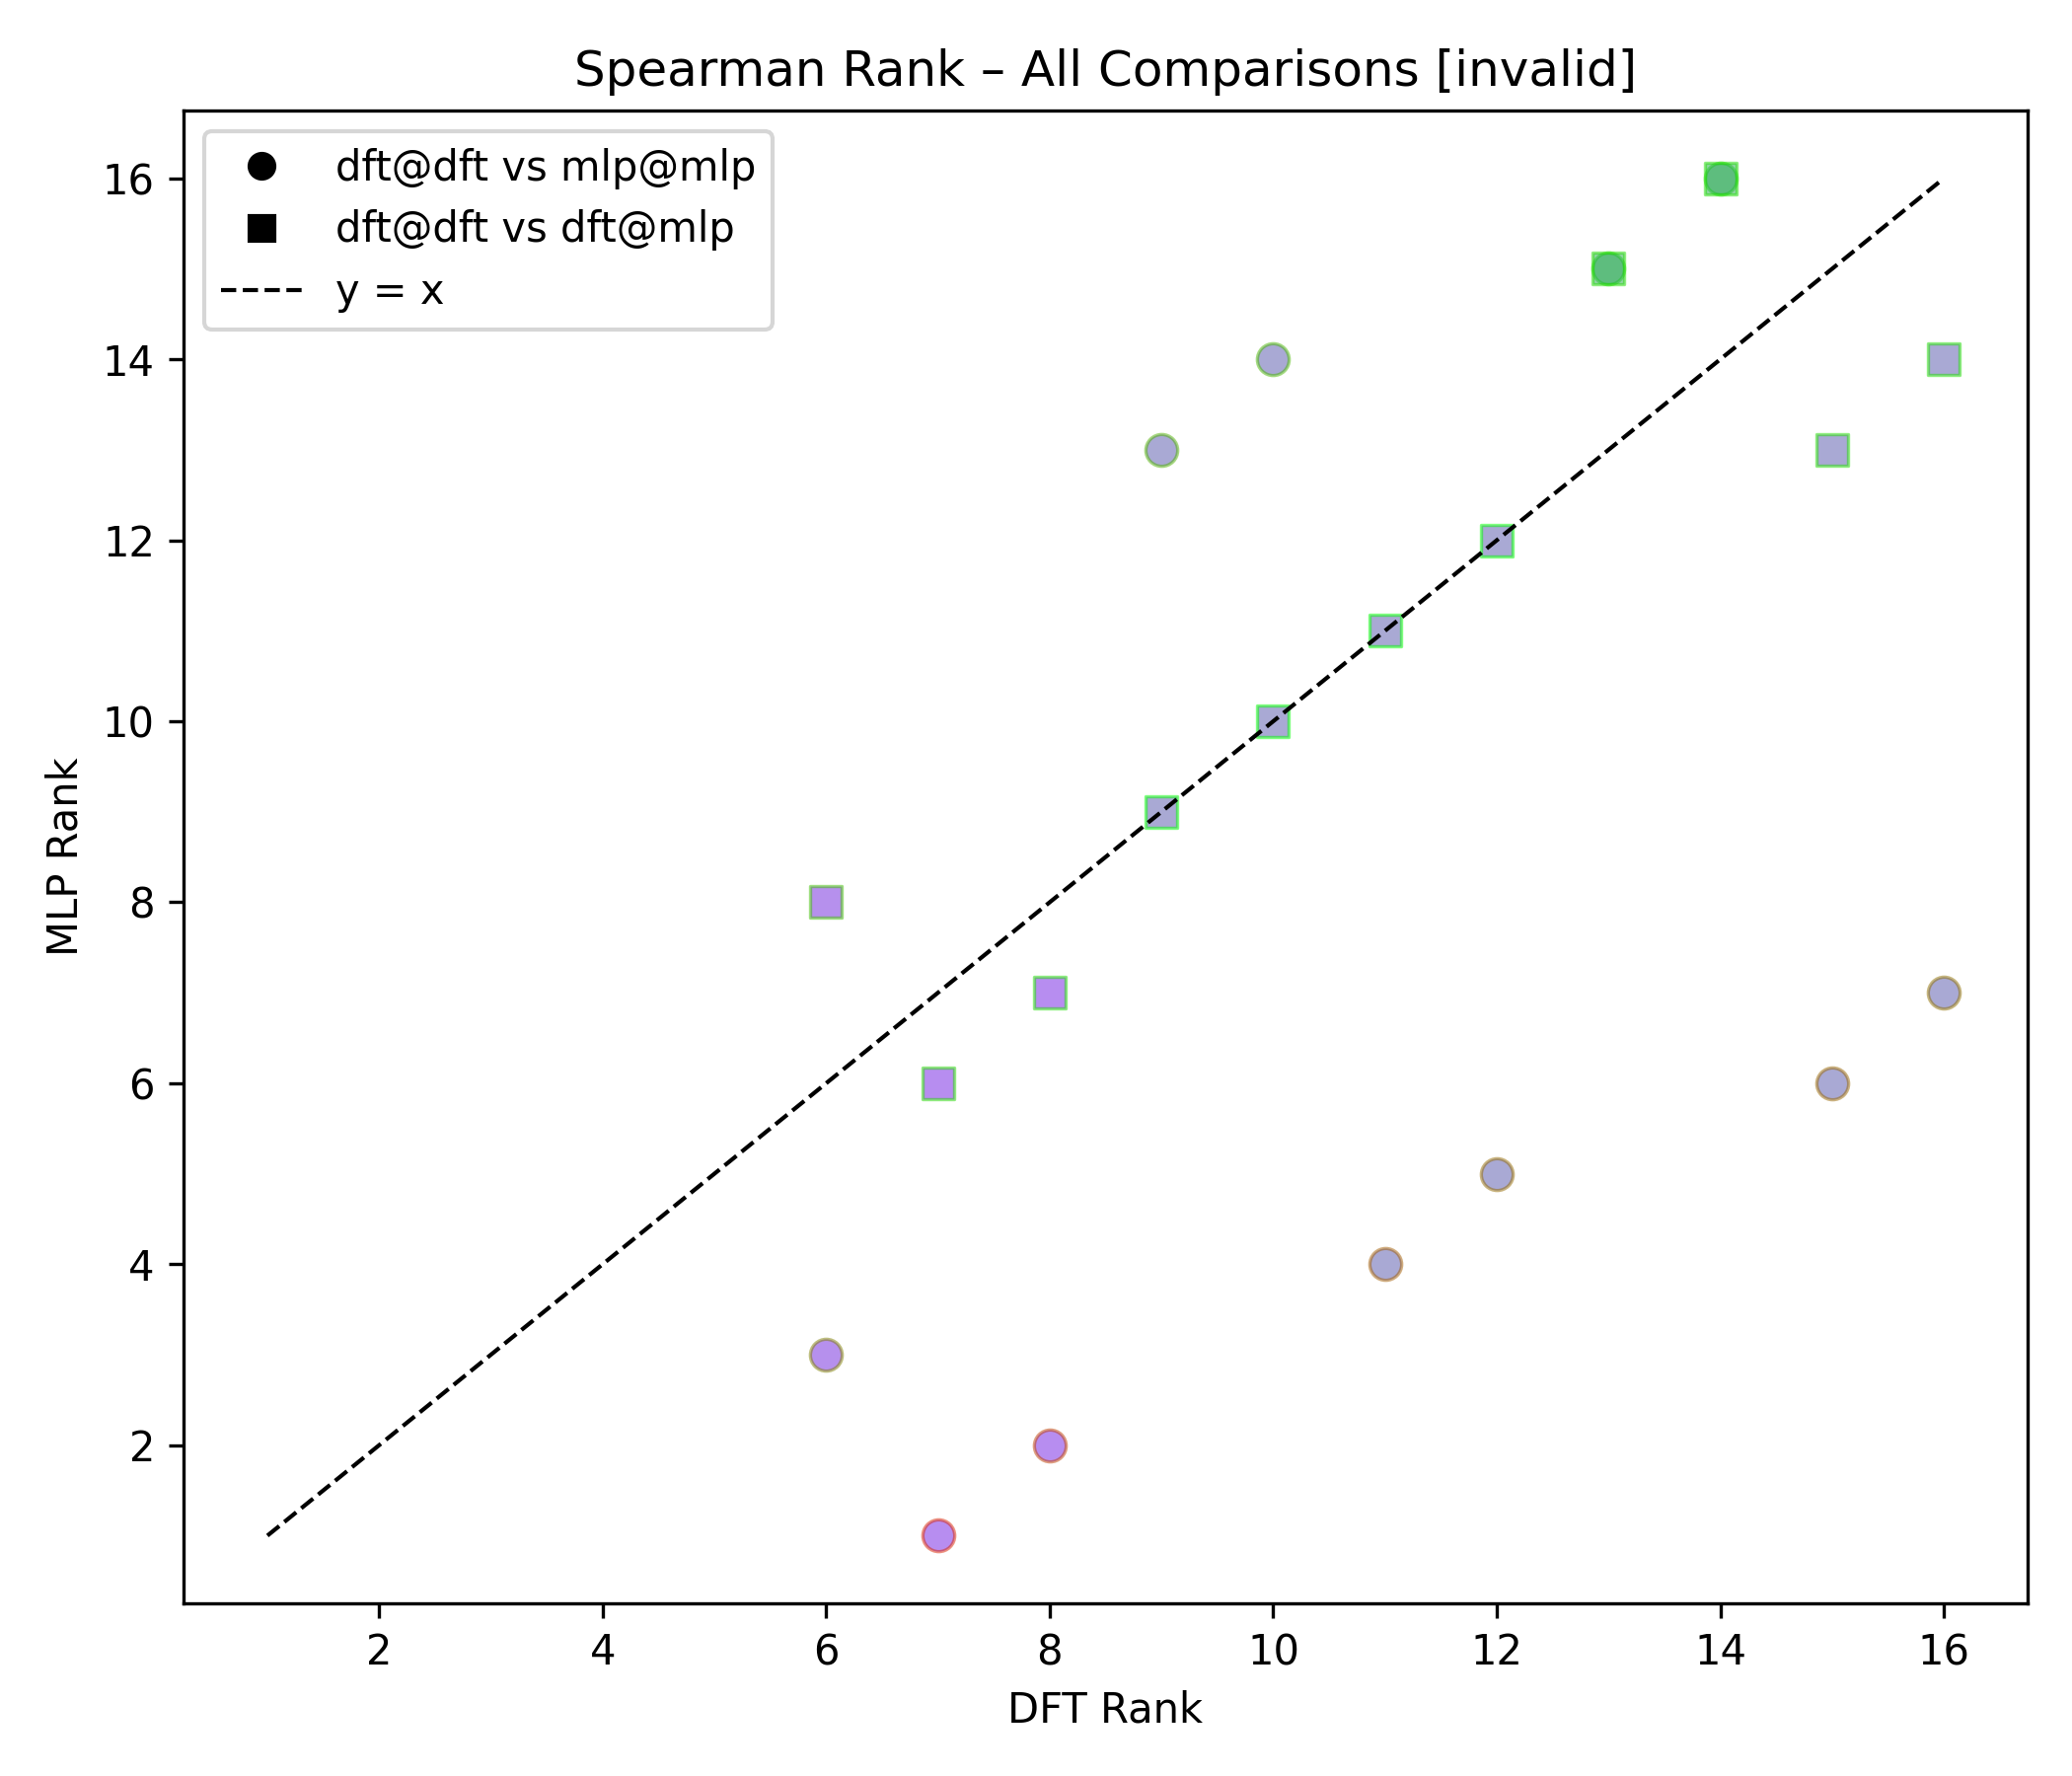 Spearman Rank – All Comparisons [invalid]
dft@dft vs mlp@mlp
dft@dft vs dft@mlp
y = x
MLP Rank
16
14
12
10
8
6
4
2
2 4 6 8 10 12 14 16
DFT Rank